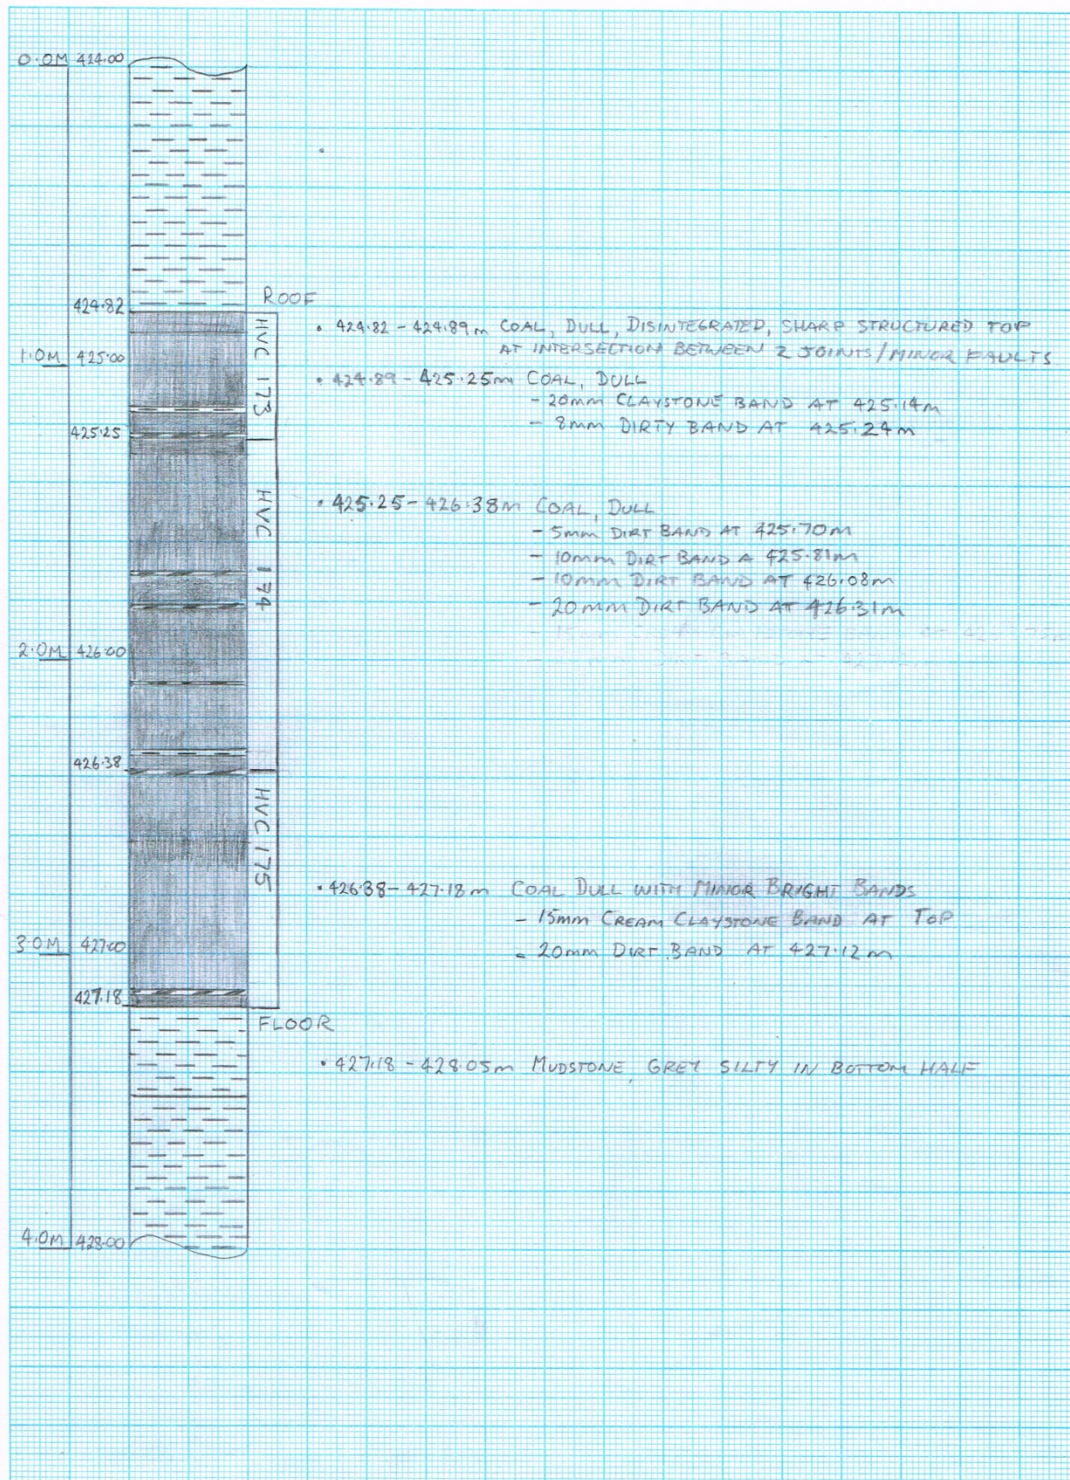 0.0M 424.00
424.82
ROOF
• 424.82 - 424.89m COAL, DULL, DISINTEGRATED, SHARP STRUCTURED TOP
AT INTERSECTION BETWEEN 2 JOINTS/MINOR FAULTS
1.0M 425.00
HVC 173
• 424.89 - 425.25m COAL, DULL
- 20mm CLAYSTONE BAND AT 425.14m
- 8mm DIRTY BAND AT 425.24m
425.25
HVC 174
• 425.25 - 426.38m COAL, DULL
- 5mm DIRT BAND AT 425.70m
- 10mm DIRT BAND A 425.81m
- 10mm DIRT BAND AT 426.08m
- 20mm DIRT BAND AT 426.31m
2.0M 426.00
426.38
HVC 175
• 426.38 - 427.18m COAL DULL WITH MINOR BRIGHT BANDS
- 15mm CREAM CLAYSTONE BAND AT TOP
- 20mm DIRT BAND AT 427.12m
3.0M 427.00
427.18
FLOOR
• 427.18 - 428.05m MUDSTONE, GREY SILTY IN BOTTOM HALF
4.0M 428.00